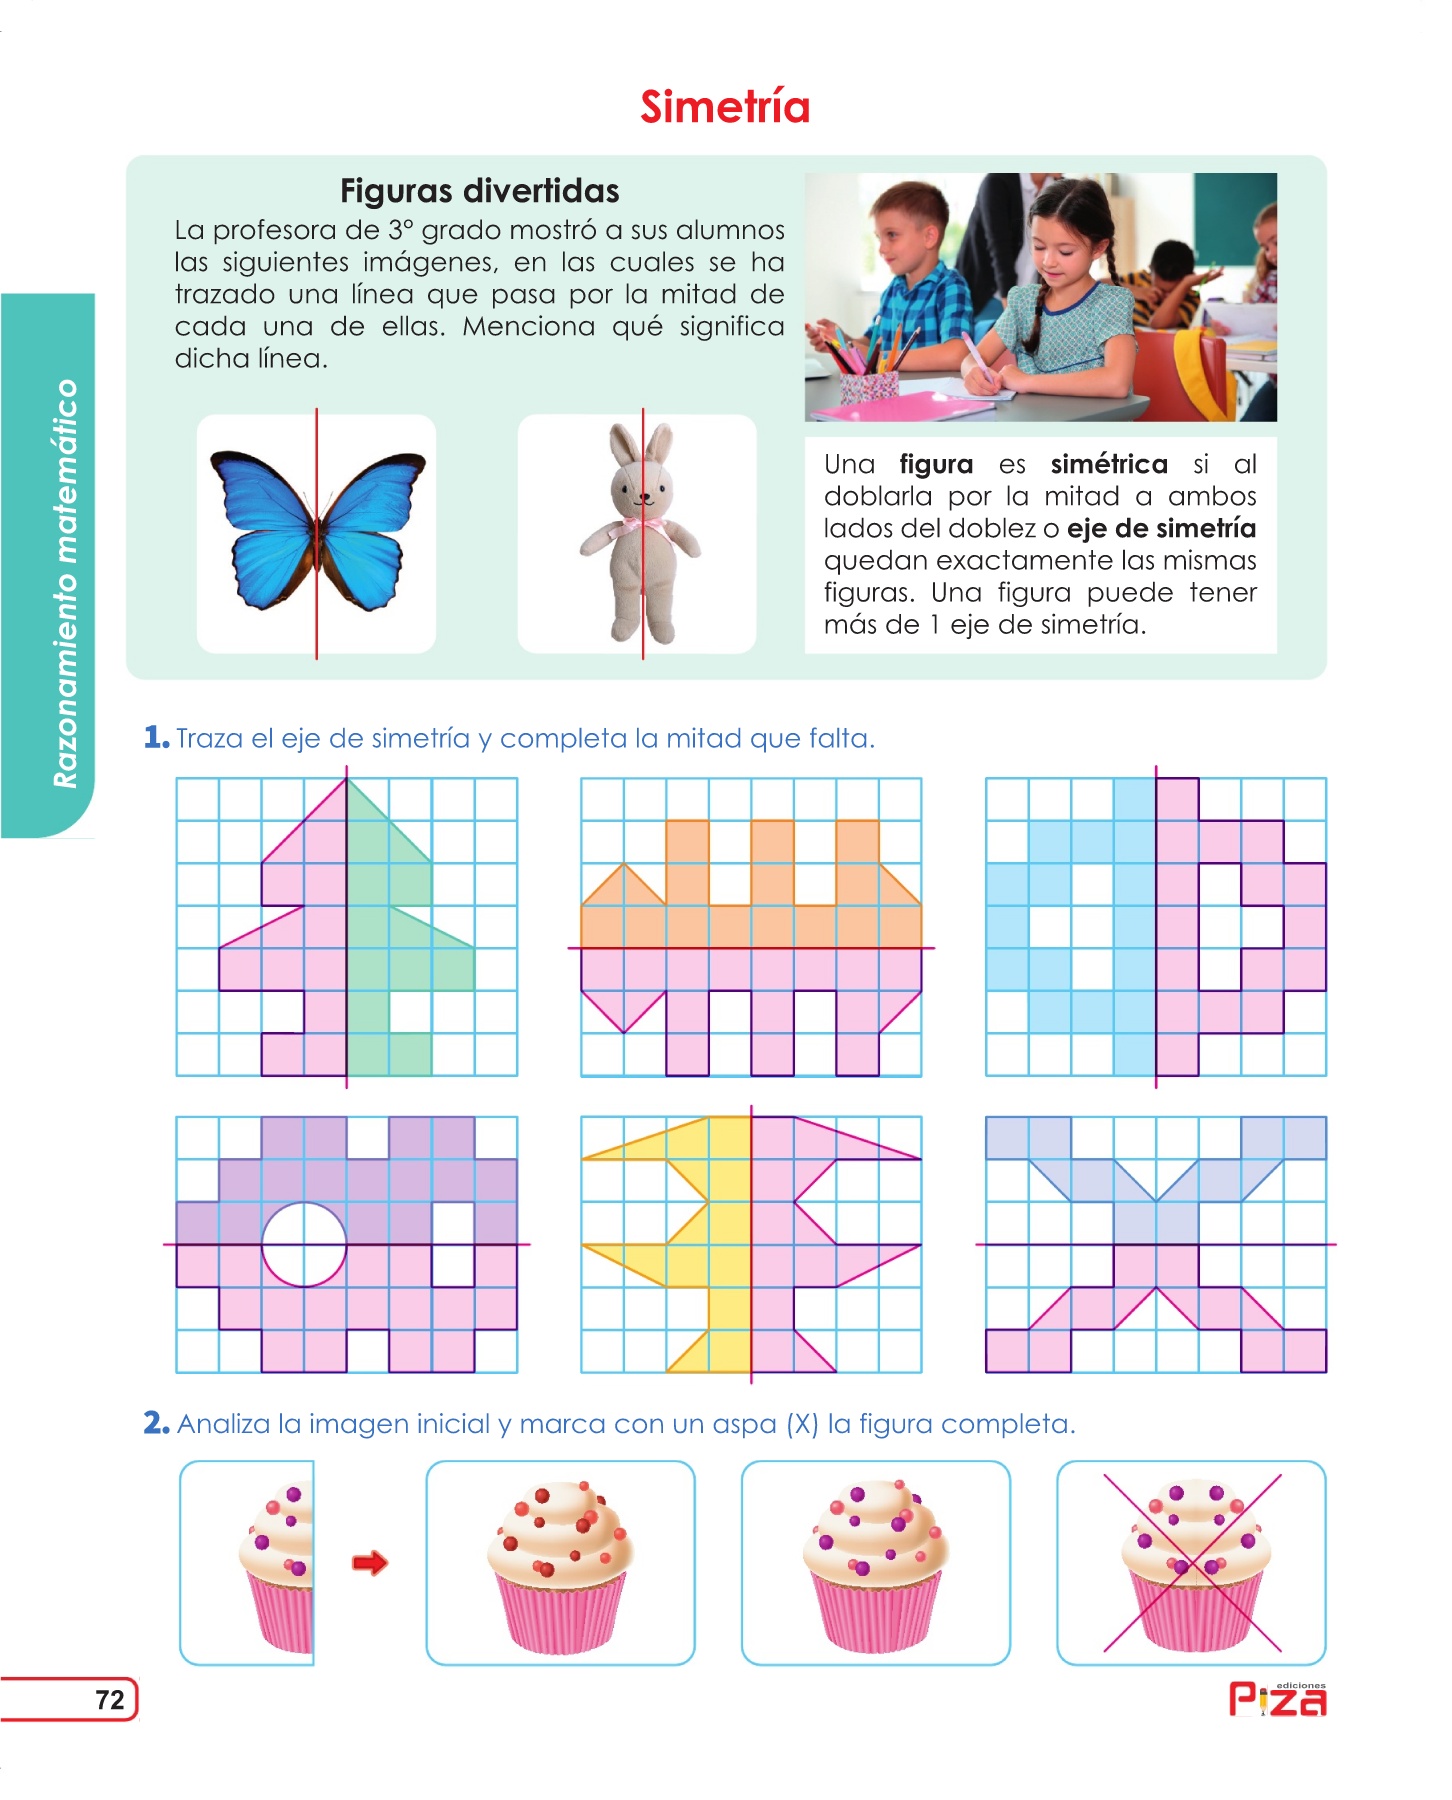 Simetría
Figuras divertidas
La profesora de 3º grado mostró a sus alumnos
las siguientes imágenes, en las cuales se ha
trazado una línea que pasa por la mitad de
cada una de ellas. Menciona qué significa
dicha línea.
Una figura es simétrica si al
doblarla por la mitad a ambos
lados del doblez o eje de simetría
quedan exactamente las mismas
figuras. Una figura puede tener
más de 1 eje de simetría.
Razonamiento matemático
1. Traza el eje de simetría y completa la mitad que falta.
2. Analiza la imagen inicial y marca con un aspa (X) la figura completa.
72
ediciones
Piza